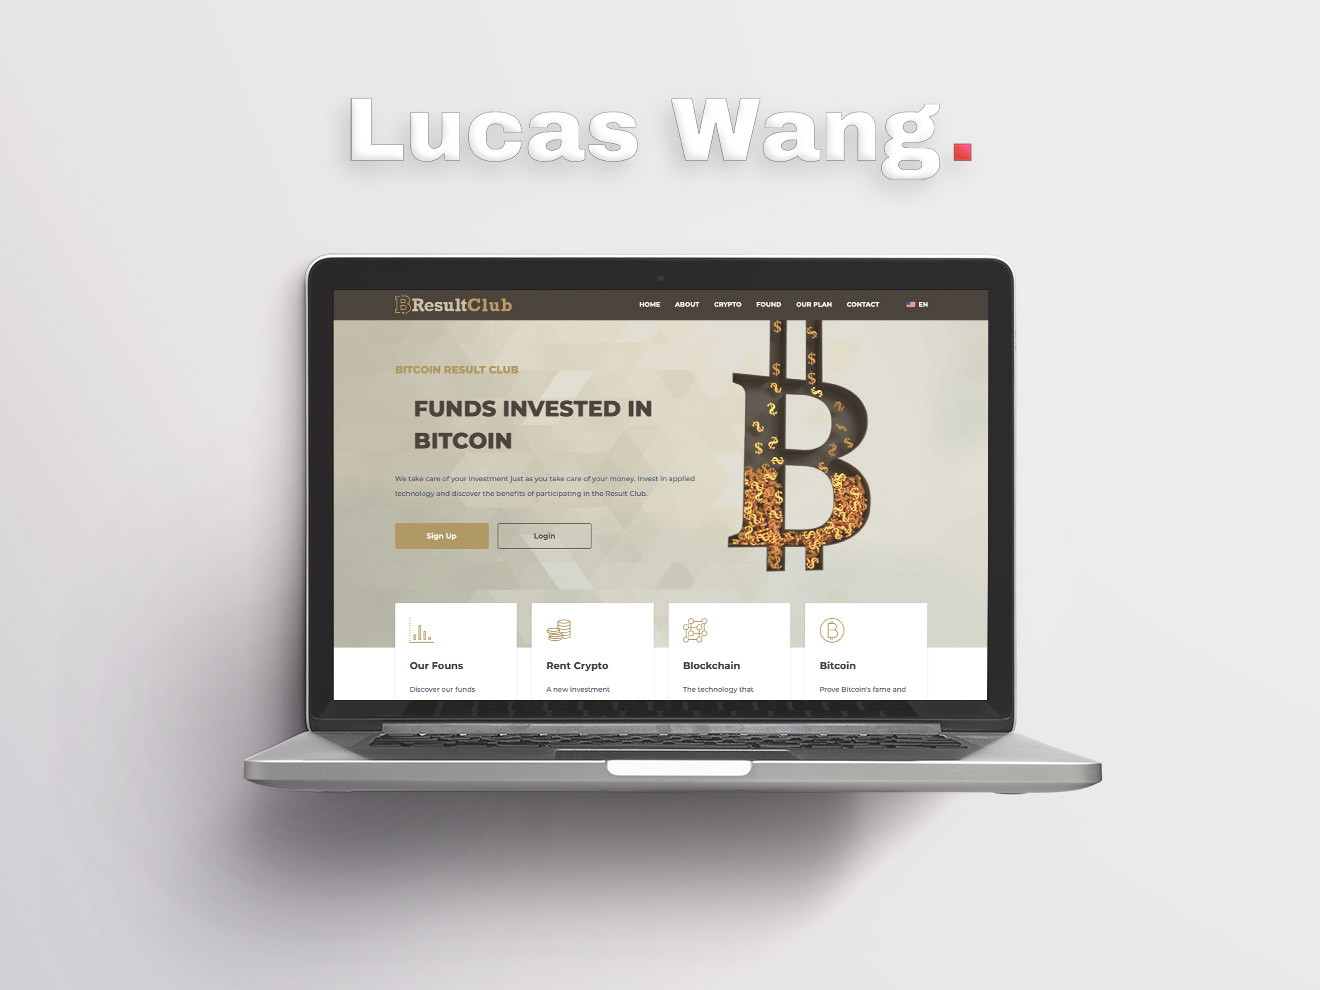 Lucas Wang.
ResultClub
HOME ABOUT CRYPTO FOUND OUR PLAN CONTACT EN
BITCOIN RESULT CLUB
FUNDS INVESTED IN
BITCOIN
We take care of your investment just as you take care of your money. Invest in applied
technology and discover the benefits of participating in the Result Club.
Sign Up Login
Our Founs Rent Crypto Blockchain Bitcoin
Discover our funds A new investment The technology that Prove Bitcoin's fame and